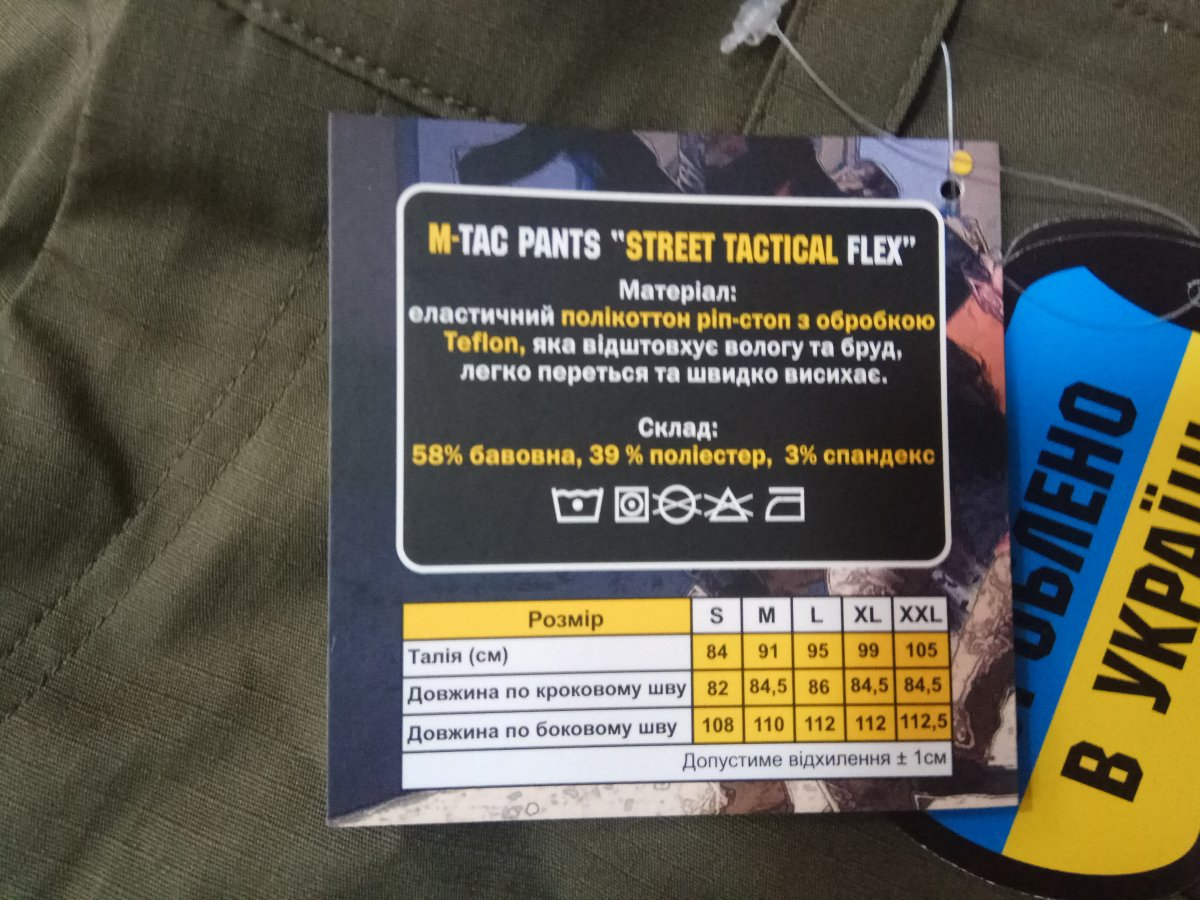 M-TAC PANTS "STREET TACTICAL FLEX"
Матеріал:
еластичний полікоттон ріп-стоп з обробкою
Teflon, яка відштовхує вологу та бруд,
легко переться та швидко висихає.
Склад:
58% бавовна, 39 % поліестер, 3% спандекс
Розмір S M L XL XXL
Талія (см) 84 91 95 99 105
Довжина по кроковому шву 82 84,5 86 84,5 84,5
Довжина по боковому шву 108 110 112 112 112,5
Допустиме відхилення ± 1см
В